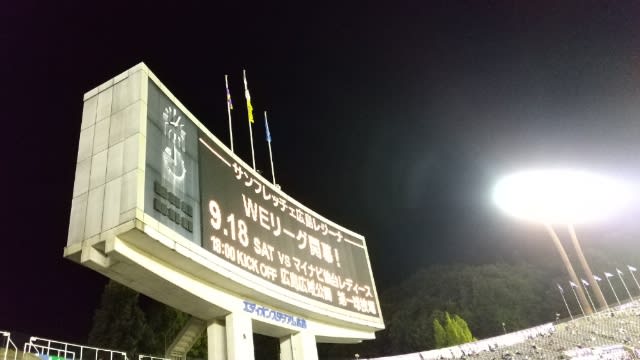 サンフレッチェ広島レジーナ
WEリーグ開幕!
9.18 SAT VS マイナビ仙台レディース
18:00 KICK OFF 広島広域公園 第一球技場
エディオンスタジアム広島